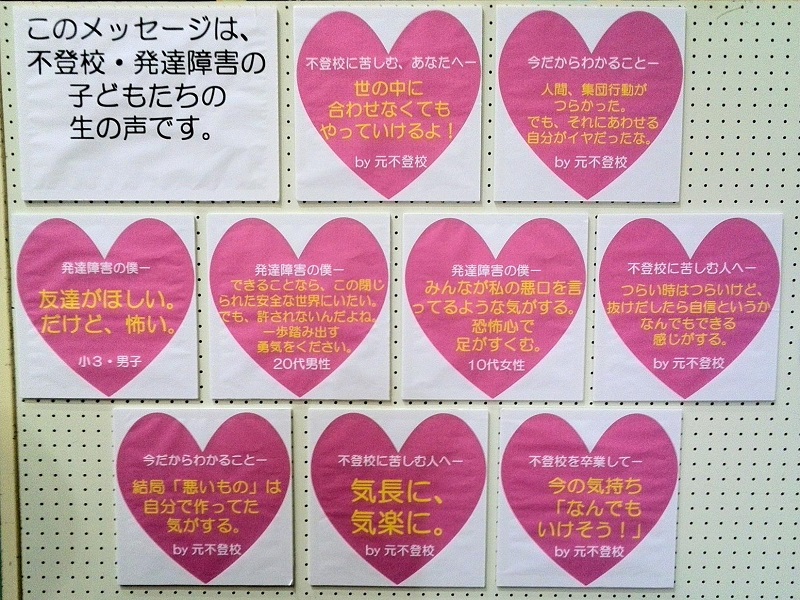 このメッセージは、
不登校・発達障害の
子どもたちの
生の声です。
不登校に苦しむ、あなたへー
世の中に
合わせなくても
やっていけるよ！
by 元不登校
今だからわかることー
人間、集団行動が
つらかった。
でも、それにあわせる
自分がイヤだったな。
by 元不登校
発達障害の僕ー
友達がほしい。
だけど、怖い。
小３・男子
発達障害の僕ー
できることなら、この閉じ
られた安全な世界にいたい。
でも、許されないんだよね。
一歩踏み出す
勇気をください。
20代男性
発達障害の僕ー
みんなが私の悪口を言
ってるような気がする。
恐怖心で
足がすくむ。
10代女性
不登校に苦しむ人へー
つらい時はつらいけど、
抜けだしたら自信というか
なんでもできる
感じがする。
by 元不登校
今だからわかることー
結局「悪いもの」は
自分で作ってた
気がする。
by 元不登校
不登校に苦しむ人へー
気長に、
気楽に。
by 元不登校
不登校を卒業してー
今の気持ち
「なんでも
いけそう！」
by 元不登校